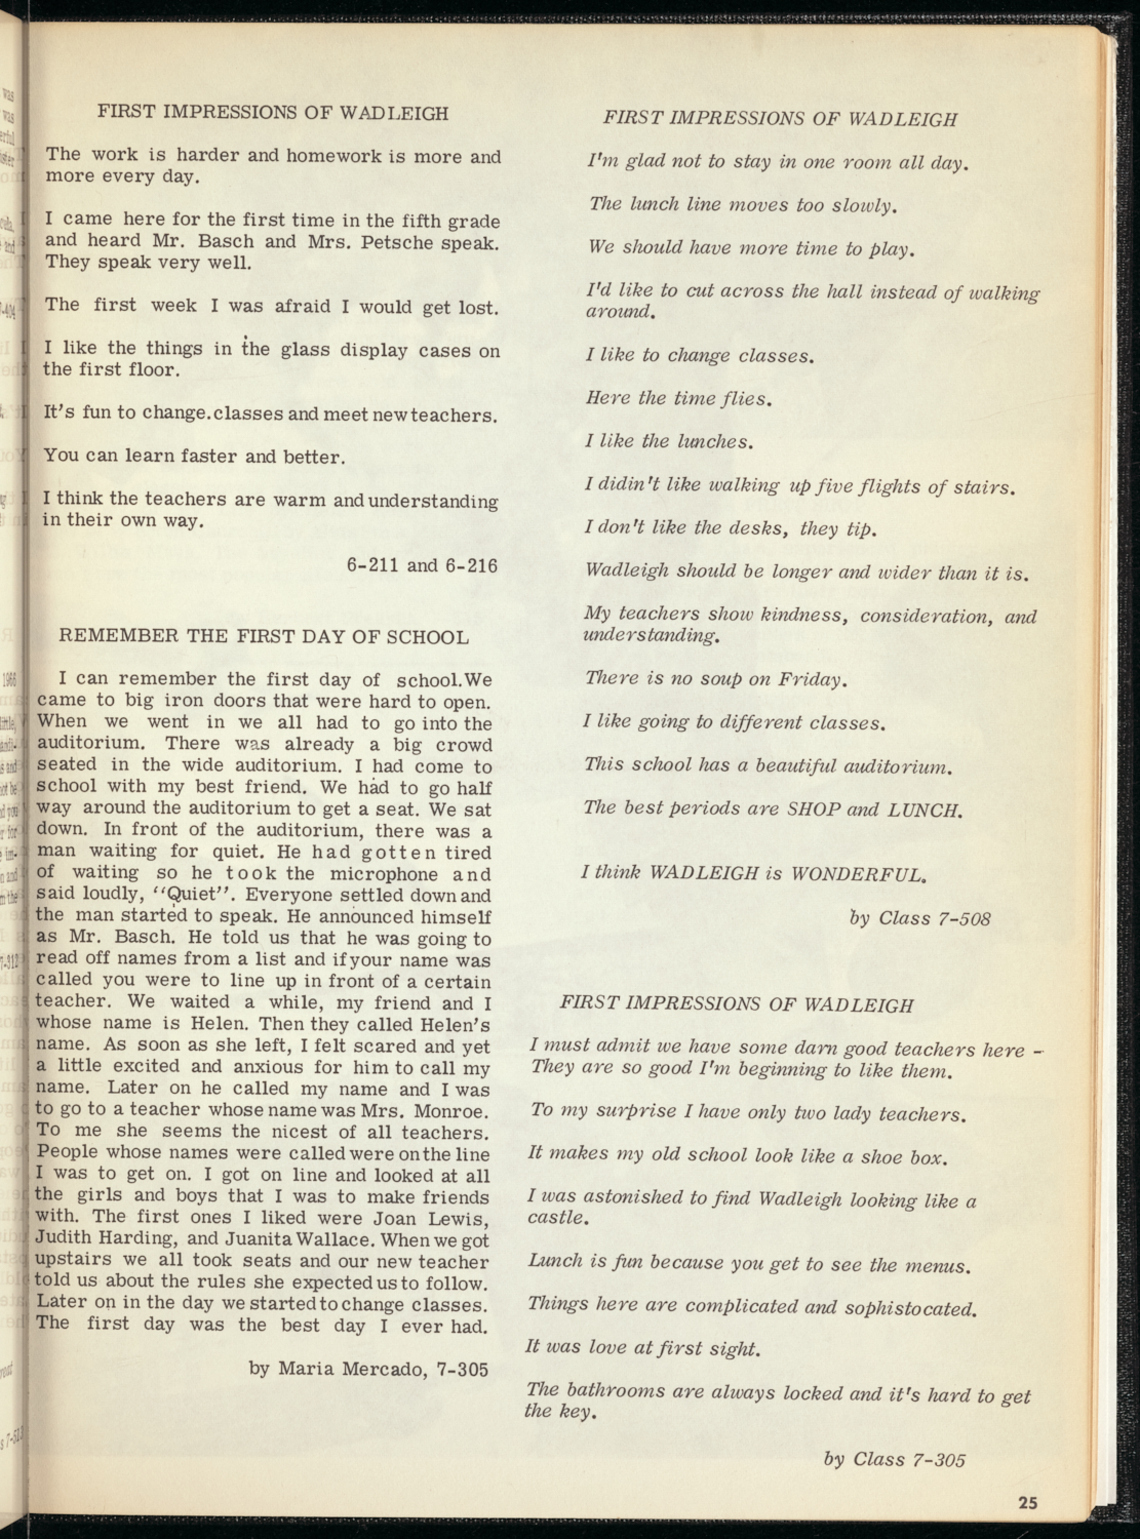 FIRST IMPRESSIONS OF WADLEIGH
The work is harder and homework is more and
more every day.
I came here for the first time in the fifth grade
and heard Mr. Basch and Mrs. Petsche speak.
They speak very well.
The first week I was afraid I would get lost.
I like the things in the glass display cases on
the first floor.
It's fun to change.classes and meet new teachers.
You can learn faster and better.
I think the teachers are warm and understanding
in their own way.
6-211 and 6-216
REMEMBER THE FIRST DAY OF SCHOOL
I can remember the first day of school.We
came to big iron doors that were hard to open.
When we went in we all had to go into the
auditorium. There was already a big crowd
seated in the wide auditorium. I had come to
school with my best friend. We had to go half
way around the auditorium to get a seat. We sat
down. In front of the auditorium, there was a
man waiting for quiet. He had gotten tired
of waiting so he took the microphone and
said loudly, "Quiet". Everyone settled down and
the man started to speak. He announced himself
as Mr. Basch. He told us that he was going to
read off names from a list and if your name was
called you were to line up in front of a certain
teacher. We waited a while, my friend and I
whose name is Helen. Then they called Helen's
name. As soon as she left, I felt scared and yet
a little excited and anxious for him to call my
name. Later on he called my name and I was
to go to a teacher whose name was Mrs. Monroe.
To me she seems the nicest of all teachers.
People whose names were called were on the line
I was to get on. I got on line and looked at all
the girls and boys that I was to make friends
with. The first ones I liked were Joan Lewis,
Judith Harding, and Juanita Wallace. When we got
upstairs we all took seats and our new teacher
told us about the rules she expected us to follow.
Later on in the day we started to change classes.
The first day was the best day I ever had.
by Maria Mercado, 7-305
FIRST IMPRESSIONS OF WADLEIGH
I'm glad not to stay in one room all day.
The lunch line moves too slowly.
We should have more time to play.
I'd like to cut across the hall instead of walking
around.
I like to change classes.
Here the time flies.
I like the lunches.
I didin't like walking up five flights of stairs.
I don't like the desks, they tip.
Wadleigh should be longer and wider than it is.
My teachers show kindness, consideration, and
understanding.
There is no soup on Friday.
I like going to different classes.
This school has a beautiful auditorium.
The best periods are SHOP and LUNCH.
I think WADLEIGH is WONDERFUL.
by Class 7-508
FIRST IMPRESSIONS OF WADLEIGH
I must admit we have some darn good teachers here -
They are so good I'm beginning to like them.
To my surprise I have only two lady teachers.
It makes my old school look like a shoe box.
I was astonished to find Wadleigh looking like a
castle.
Lunch is fun because you get to see the menus.
Things here are complicated and sophistocated.
It was love at first sight.
The bathrooms are always locked and it's hard to get
the key.
by Class 7-305
25